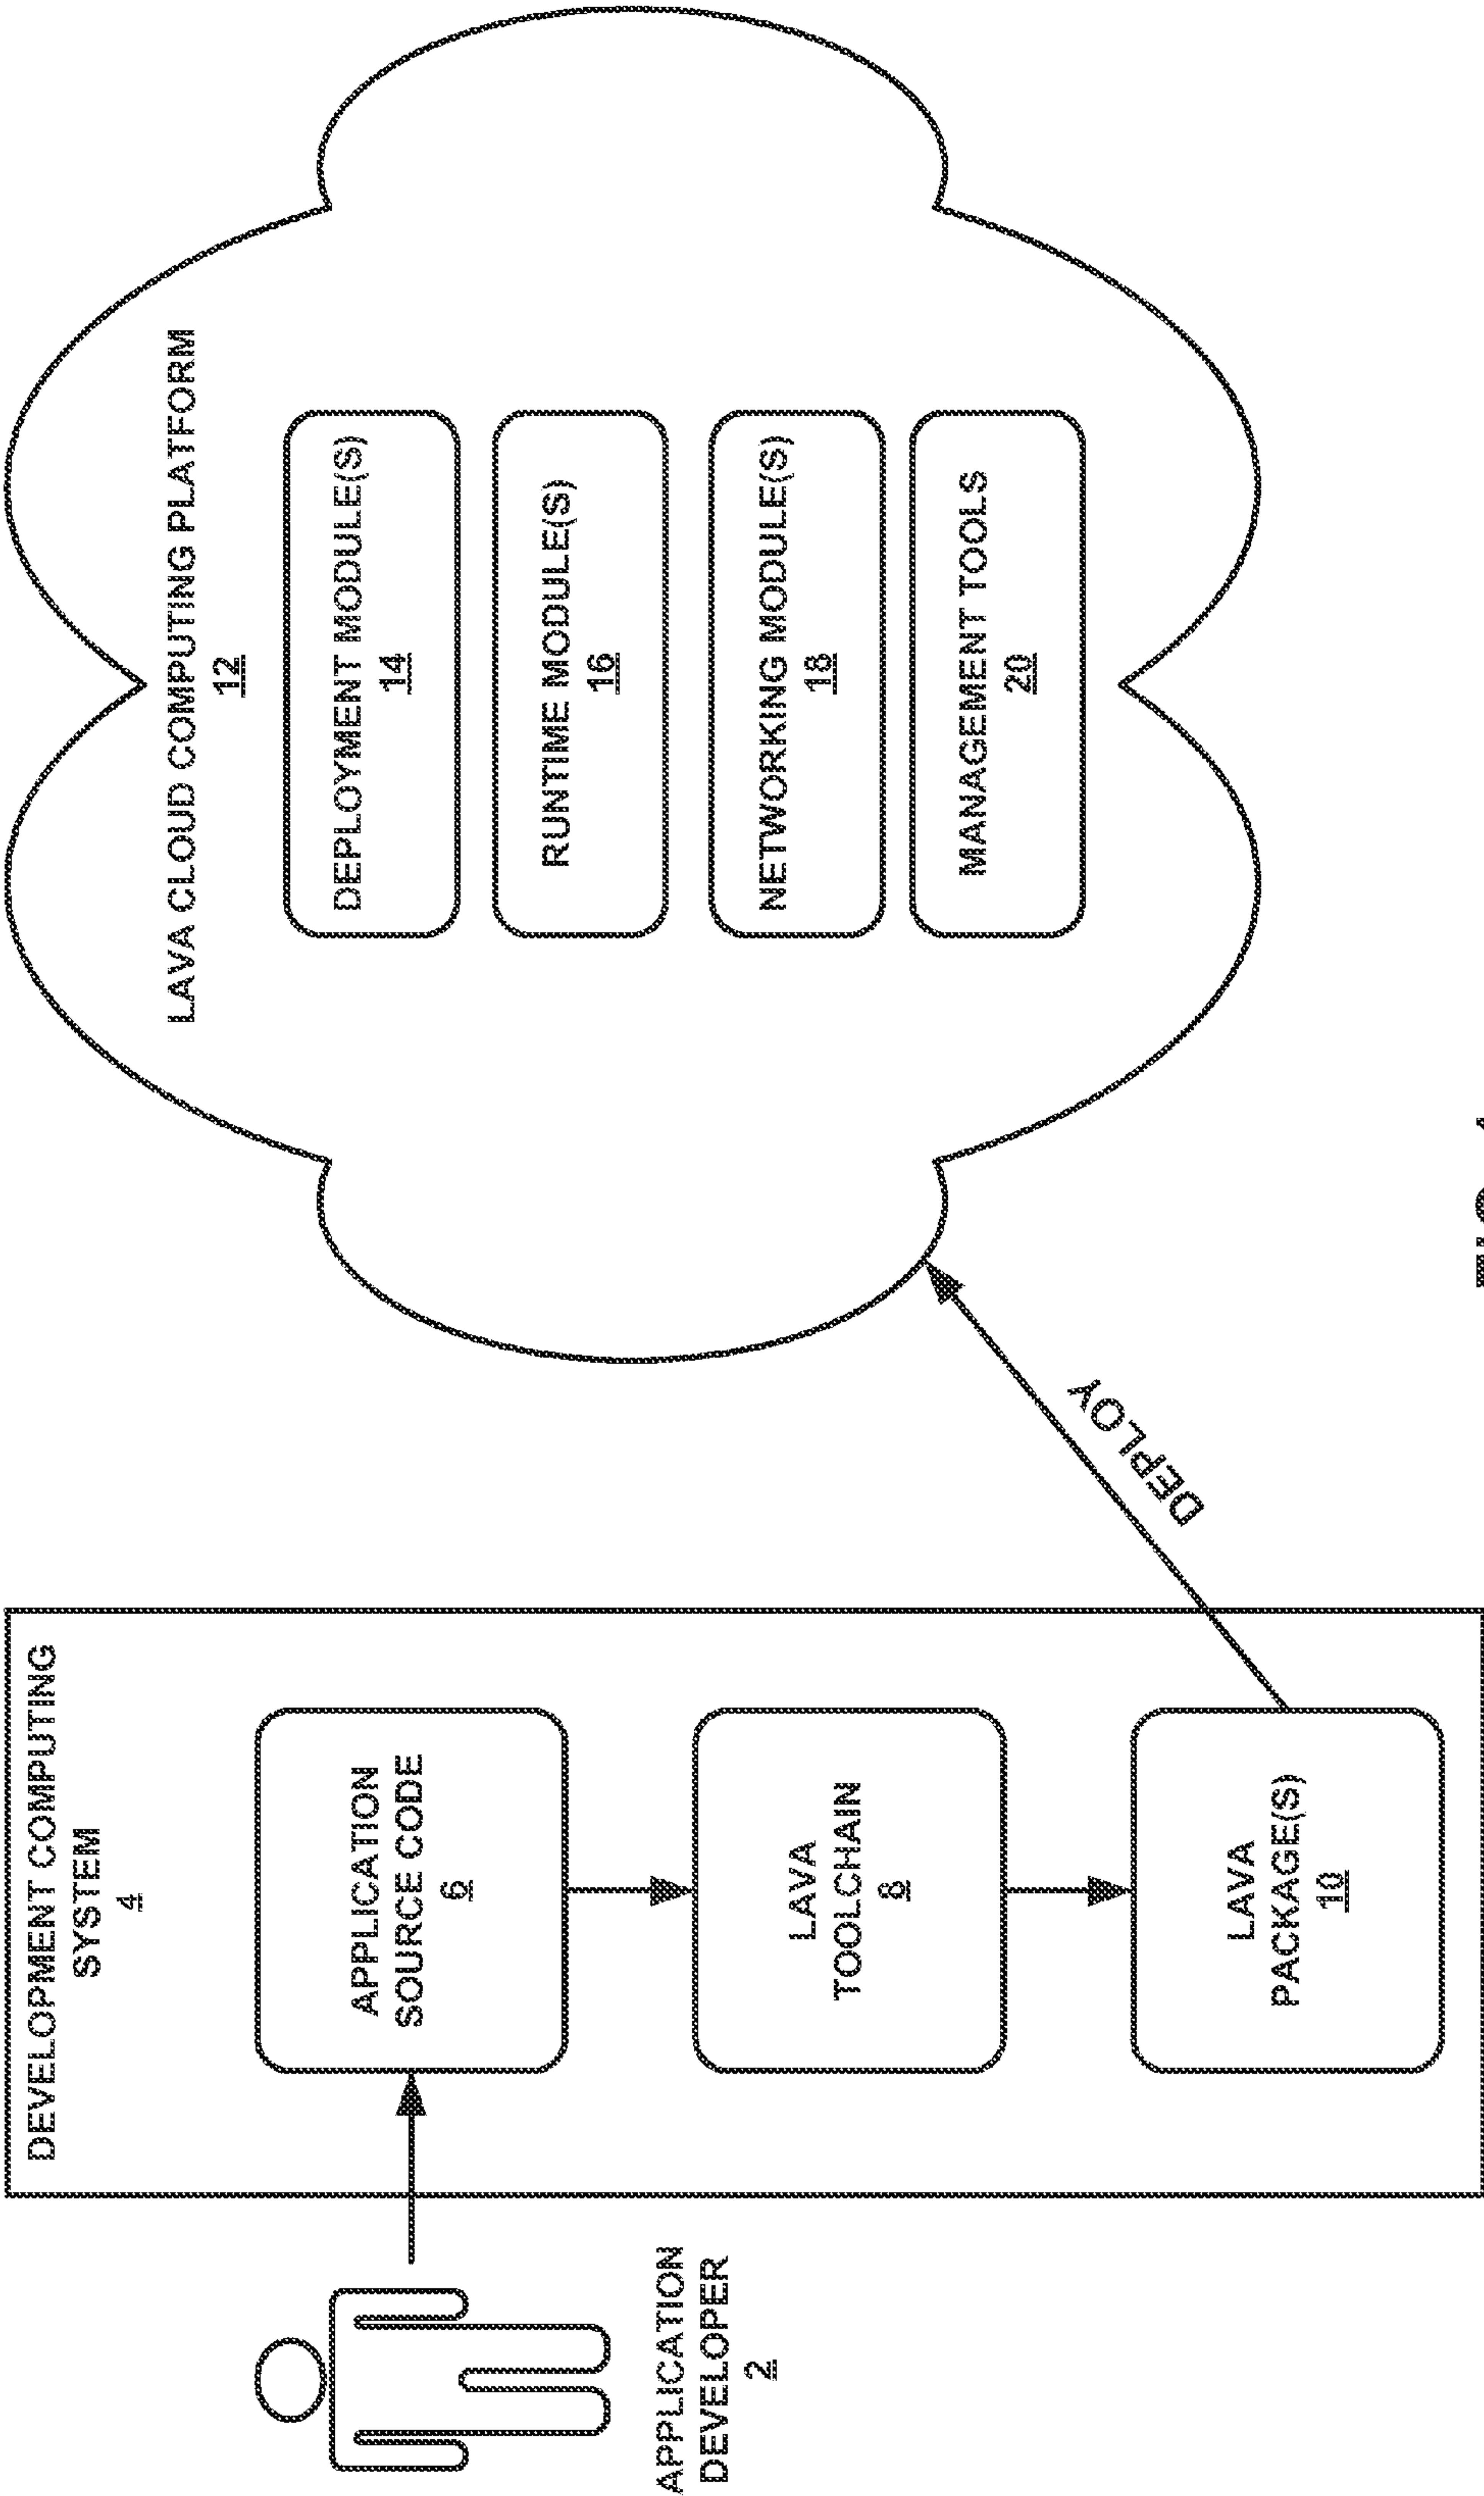 DEVELOPMENT COMPUTING
SYSTEM
4
APPLICATION
SOURCE CODE
6
LAVA
TOOLCHAIN
8
LAVA
PACKAGE(S)
10
APPLICATION
DEVELOPER
2
DEPLOY
LAVA CLOUD COMPUTING PLATFORM
12
DEPLOYMENT MODULE(S)
14
RUNTIME MODULE(S)
16
NETWORKING MODULE(S)
18
MANAGEMENT TOOLS
20